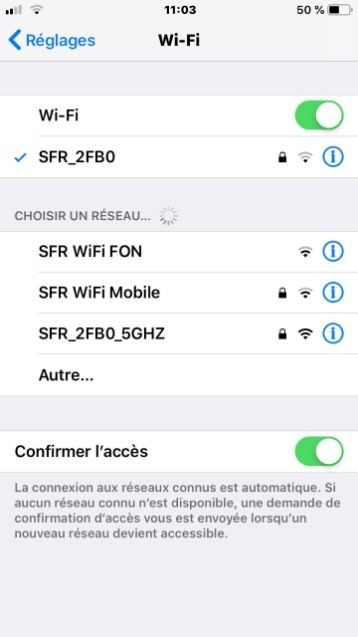 11:03
50 %
Réglages
Wi-Fi
Wi-Fi
SFR_2FB0
CHOISIR UN RÉSEAU...
SFR WiFi FON
SFR WiFi Mobile
SFR_2FB0_5GHZ
Autre...
Confirmer l’accès
La connexion aux réseaux connus est automatique. Si
aucun réseau connu n’est disponible, une demande de
confirmation d’accès vous est envoyée lorsqu’un
nouveau réseau devient accessible.